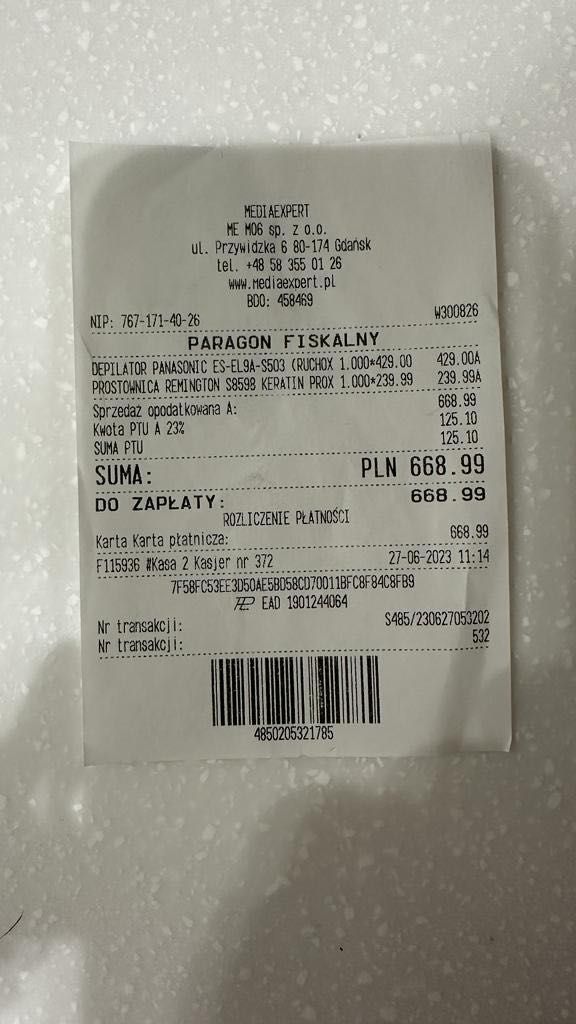 MEDIAEXPERT
ME M06 sp. z o.o.
ul. Przywidzka 6 80-174 Gdańsk
tel. +48 58 355 01 26
www.mediaexpert.pl
BDO: 458469
NIP: 767-171-40-26 W300826
PARAGON FISKALNY
DEPILATOR PANASONIC ES-EL9A-S503 (RUCHOX 1.000*429.00 429.00A
PROSTOWNICA REMINGTON S8598 KERATIN PROX 1.000*239.99 239.99A
Sprzedaż opodatkowana A: 668.99
Kwota PTU A 23% 125.10
SUMA PTU 125.10
SUMA: PLN 668.99
DO ZAPŁATY: 668.99
ROZLICZENIE PŁATNOŚCI
Karta Karta płatnicza: 668.99
F115936 #Kasa 2 Kasjer nr 372 27-06-2023 11:14
7F58FC53EE3D50AE5BD58CD70011BFC8F84C8FB9
EAD 1901244064
Nr transakcji: S485/230627053202
Nr transakcji: 532
4850205321785